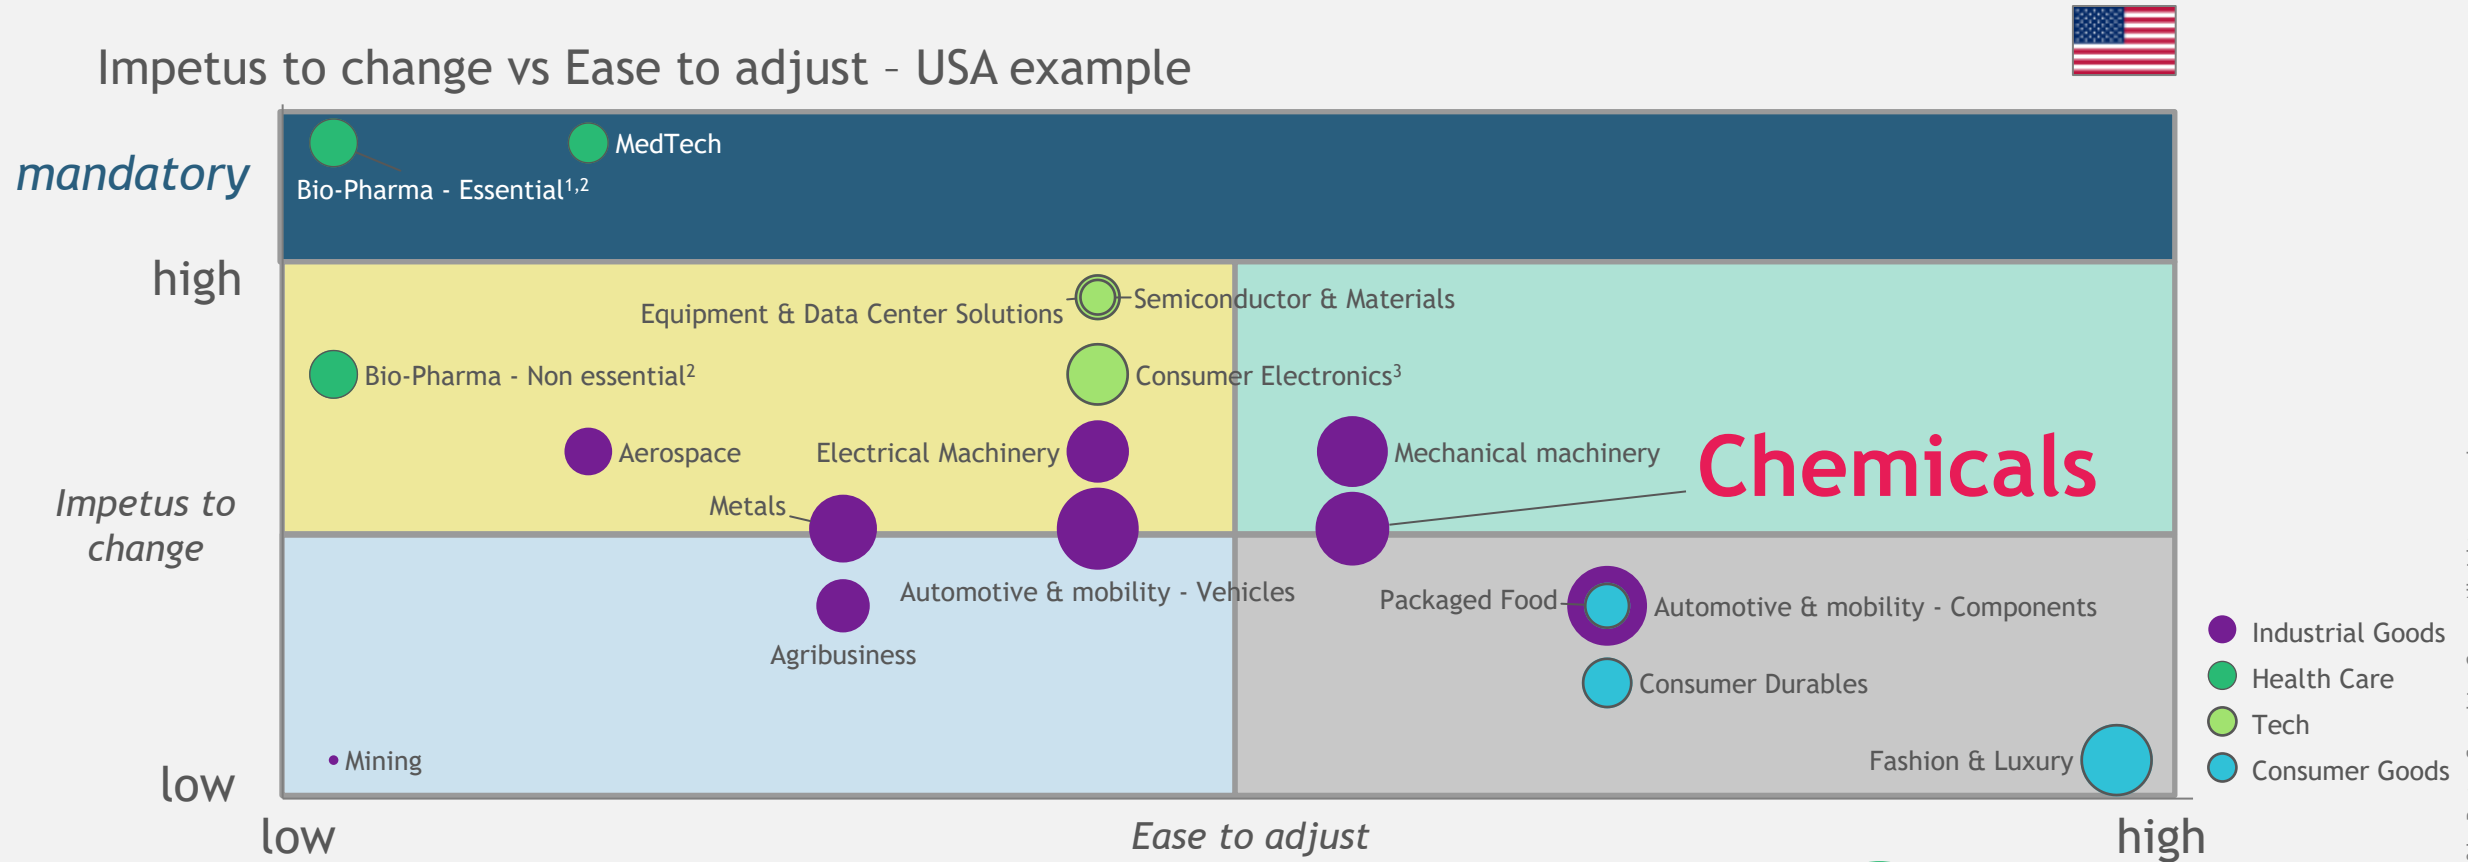 Impetus to change vs Ease to adjust – USA example
mandatory
MedTech
Bio-Pharma - Essential1,2
high
Equipment & Data Center Solutions
Semiconductor & Materials
Bio-Pharma - Non essential2
Consumer Electronics3
Aerospace
Electrical Machinery
Mechanical machinery
Chemicals
Metals
Impetus to
change
Automotive & mobility - Vehicles
Packaged Food
Automotive & mobility - Components
Agribusiness
Consumer Durables
Mining
Fashion & Luxury
low
Industrial Goods
Health Care
Tech
Consumer Goods
low
Ease to adjust
high